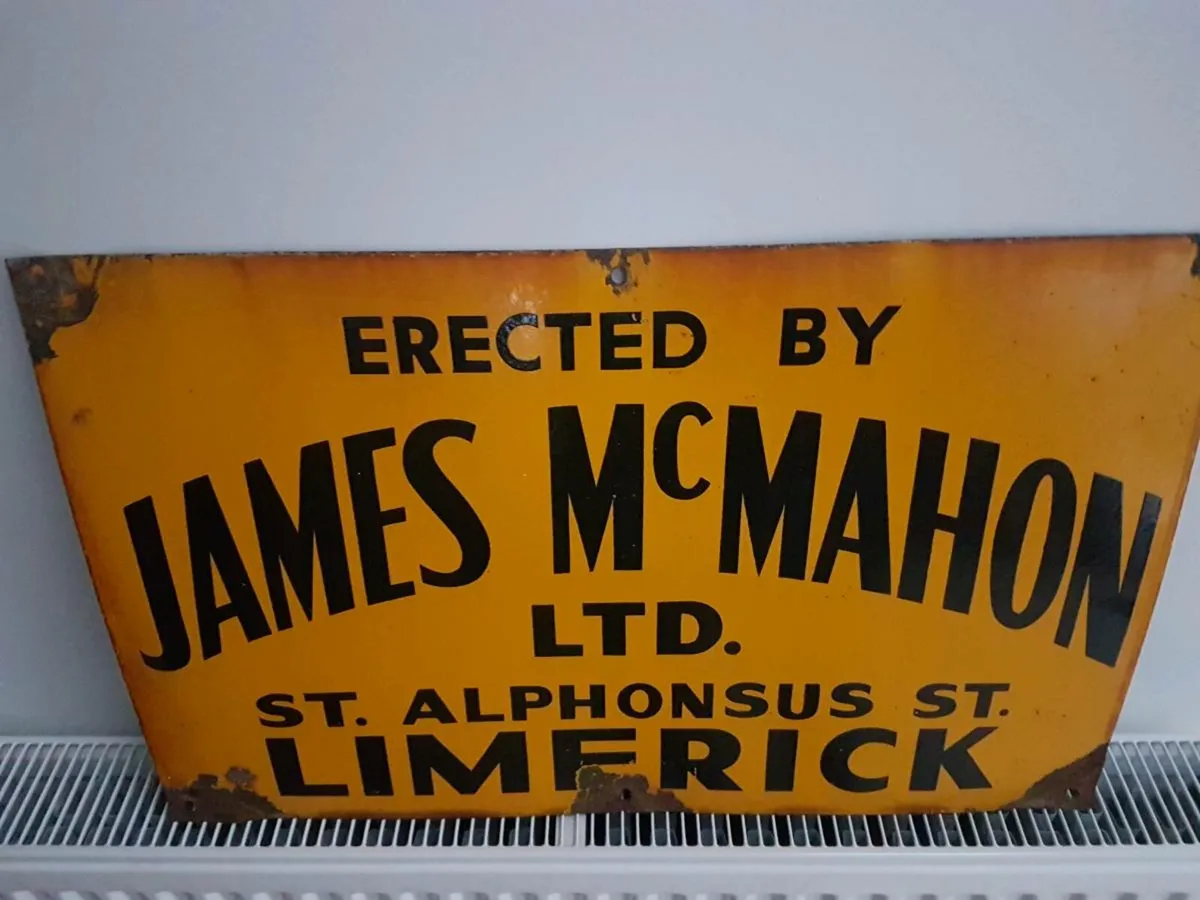 ERECTED BY
JAMES McMAHON
LTD.
ST. ALPHONSUS ST.
LIMERICK